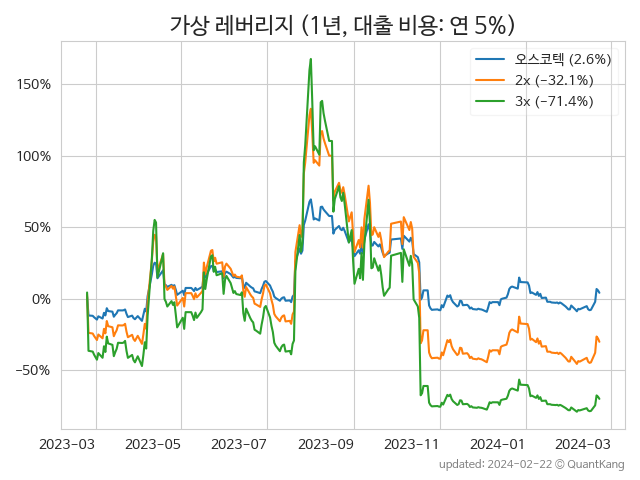 가상 레버리지 (1년, 대출 비용: 연 5%)
오스코텍 (2.6%)
2x (−32.1%)
3x (−71.4%)
150%
100%
50%
0%
−50%
2023-03 2023-05 2023-07 2023-09 2023-11 2024-01 2024-03
updated: 2024-02-22 © QuantKang